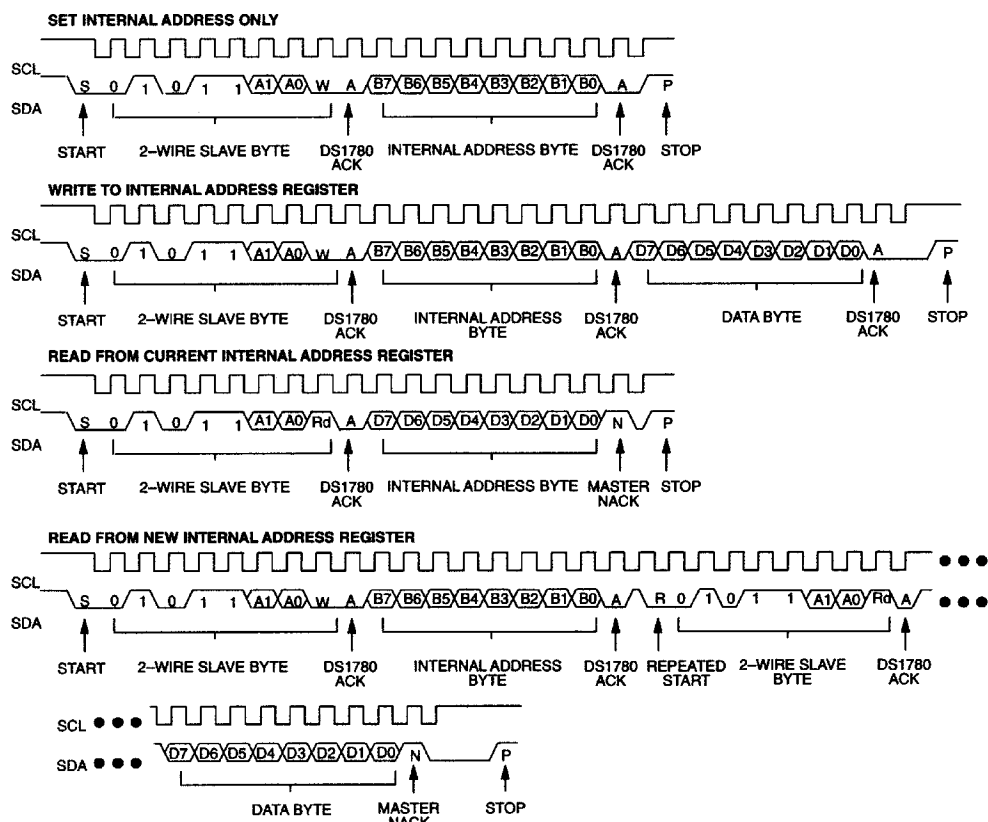 SET INTERNAL ADDRESS ONLY
SCL
S 0 1 0 1 1 A1 A0 W A B7 B6 B5 B4 B3 B2 B1 B0 A P
SDA
START 2–WIRE SLAVE BYTE DS1780 ACK INTERNAL ADDRESS BYTE DS1780 ACK STOP
WRITE TO INTERNAL ADDRESS REGISTER
SCL
S 0 1 0 1 1 A1 A0 W A B7 B6 B5 B4 B3 B2 B1 B0 A D7 D6 D5 D4 D3 D2 D1 D0 A P
SDA
START 2–WIRE SLAVE BYTE DS1780 ACK INTERNAL ADDRESS BYTE DS1780 ACK DATA BYTE DS1780 ACK STOP
READ FROM CURRENT INTERNAL ADDRESS REGISTER
SCL
S 0 1 0 1 1 A1 A0 Rd A D7 D6 D5 D4 D3 D2 D1 D0 N P
SDA
START 2–WIRE SLAVE BYTE DS1780 ACK INTERNAL ADDRESS BYTE MASTER NACK STOP
READ FROM NEW INTERNAL ADDRESS REGISTER
SCL
S 0 1 0 1 1 A1 A0 W A B7 B6 B5 B4 B3 B2 B1 B0 A R 0 1 0 1 1 A1 A0 Rd A
SDA
START 2–WIRE SLAVE BYTE DS1780 ACK INTERNAL ADDRESS BYTE DS1780 ACK REPEATED START 2–WIRE SLAVE BYTE DS1780 ACK
SCL
SDA D7 D6 D5 D4 D3 D2 D1 D0 N P
DATA BYTE MASTER NACK STOP